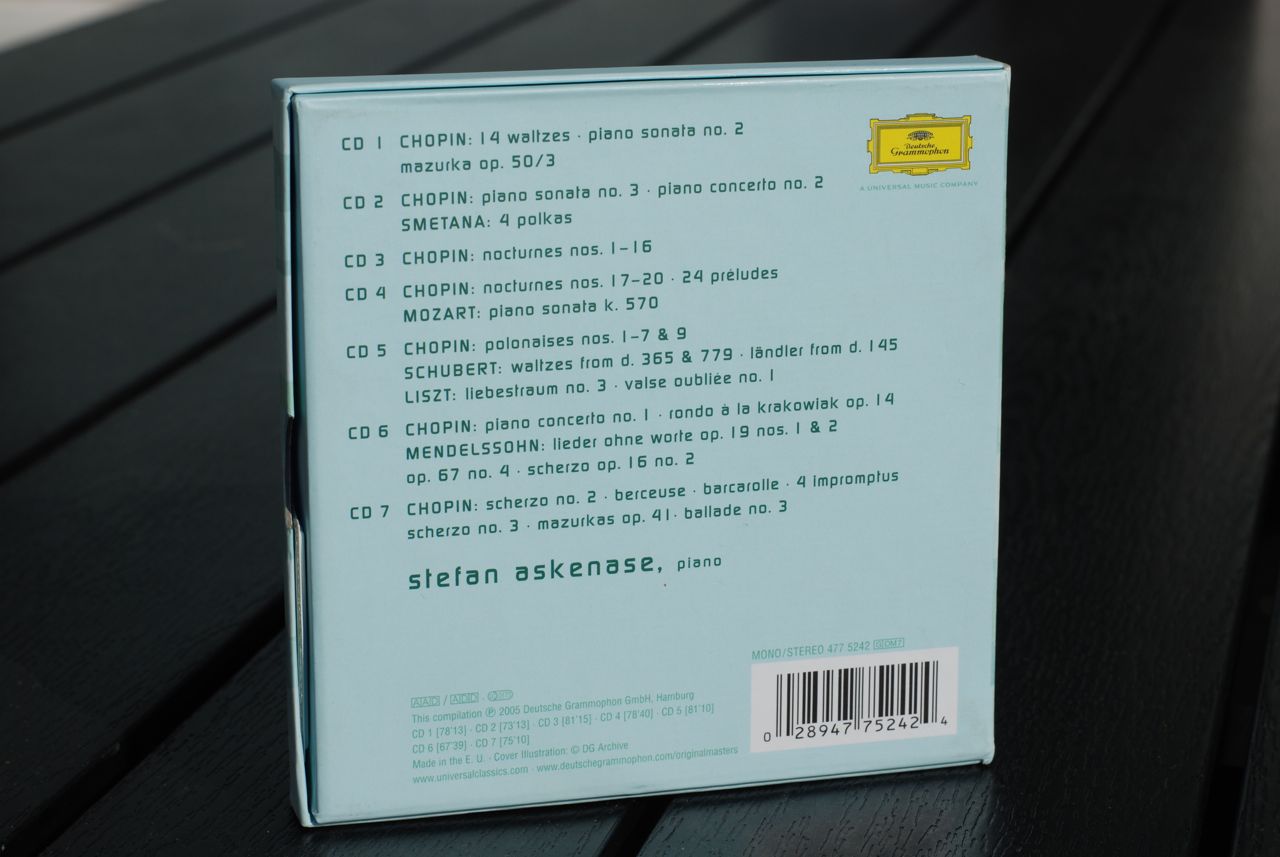 CD 1 CHOPIN: 14 waltzes · piano sonata no. 2
mazurka op. 50/3
CD 2 CHOPIN: piano sonata no. 3 · piano concerto no. 2
SMETANA: 4 polkas
CD 3 CHOPIN: nocturnes nos. 1–16
CD 4 CHOPIN: nocturnes nos. 17–20 · 24 préludes
MOZART: piano sonata k. 570
CD 5 CHOPIN: polonaises nos. 1–7 & 9
SCHUBERT: waltzes from d. 365 & 779 · ländler from d. 145
LISZT: liebestraum no. 3 · valse oubliée no. 1
CD 6 CHOPIN: piano concerto no. 1 · rondo à la krakowiak op. 14
MENDELSSOHN: lieder ohne worte op. 19 nos. 1 & 2
op. 67 no. 4 · scherzo op. 16 no. 2
CD 7 CHOPIN: scherzo no. 2 · berceuse · barcarolle · 4 impromptus
scherzo no. 3 · mazurkas op. 41 · ballade no. 3
stefan askenase, piano
Deutsche
Grammophon
A UNIVERSAL MUSIC COMPANY
MONO/STEREO 477 5242 GOM7
0 28947 75242 4
AAD / ADD ·
This compilation ℗ 2005 Deutsche Grammophon GmbH, Hamburg
CD 1 [78'13] · CD 2 [73'13] · CD 3 [81'15] · CD 4 [78'40] · CD 5 [81'10]
CD 6 [67'39] · CD 7 [75'10]
Made in the E. U. · Cover Illustration: © DG Archive
www.universalclassics.com · www.deutschegrammophon.com/originalmasters